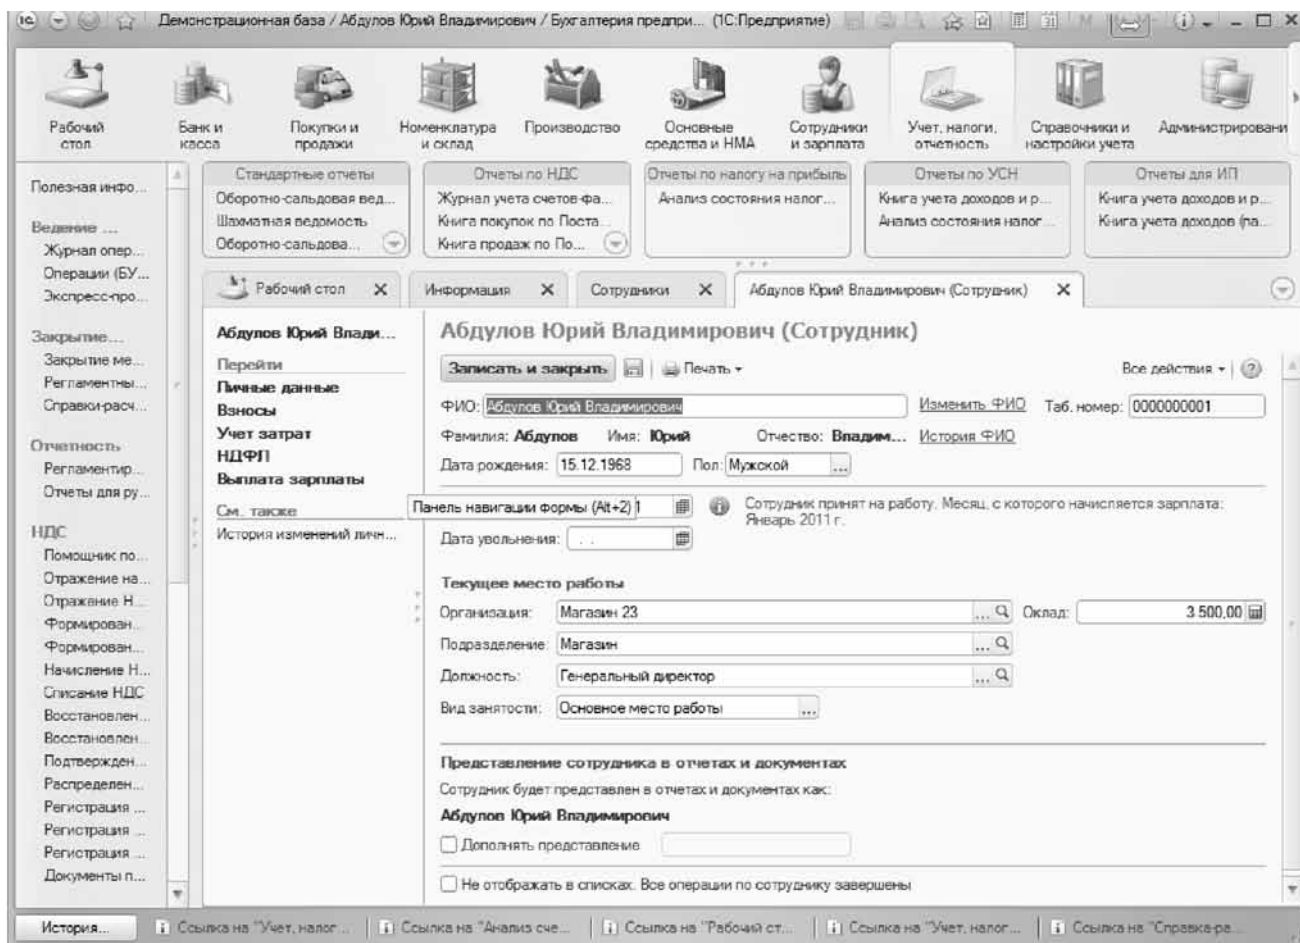 Демонстрационная база / Абдулов Юрий Владимирович / Бухгалтерия предпри... (1С:Предприятие)
Рабочий стол
Банк и касса
Покупки и продажи
Номенклатура и склад
Производство
Основные средства и НМА
Сотрудники и зарплата
Учет, налоги, отчетность
Справочники и настройки учета
Администрировани
Полезная инфо...
Ведение ...
Журнал опер...
Операции (БУ...
Экспресс-про...
Закрытие...
Закрытие ме...
Регламентны...
Справки-расч...
Отчетность
Регламентир...
Отчеты для ру...
НДС
Помощник по...
Отражение на...
Отражение Н...
Формирован...
Формирован...
Начисление Н...
Списание НДС
Восстановлен...
Восстановлен...
Подтвержден...
Распределен...
Регистрация ...
Регистрация ...
Регистрация ...
Документы п...
Стандартные отчеты
Оборотно-сальдовая вед...
Шахматная ведомость
Оборотно-сальдова...
Отчеты по НДС
Журнал учета счетов-фа...
Книга покупок по Поста...
Книга продаж по По...
Отчеты по налогу на прибыль
Анализ состояния налог...
Отчеты по УСН
Книга учета доходов и р...
Анализ состояния налог...
Отчеты для ИП
Книга учета доходов и р...
Книга учета доходов (па...
Рабочий стол
Информация
Сотрудники
Абдулов Юрий Владимирович (Сотрудник)
Абдулов Юрий Влади...
Перейти
Личные данные
Взносы
Учет затрат
НДФЛ
Выплата зарплаты
См. также
История изменений личн...
Абдулов Юрий Владимирович (Сотрудник)
Записать и закрыть Печать Все действия
ФИО: Абдулов Юрий Владимирович Изменить ФИО Таб. номер: 0000000001
Фамилия: Абдулов Имя: Юрий Отчество: Владим... История ФИО
Дата рождения: 15.12.1968 Пол: Мужской ...
Панель навигации формы (Alt+2) 1
Сотрудник принят на работу. Месяц, с которого начисляется зарплата:
Январь 2011 г.
Дата увольнения: . .
Текущее место работы
Организация: Магазин 23 ... Оклад: 3 500,00
Подразделение: Магазин ...
Должность: Генеральный директор ...
Вид занятости: Основное место работы ...
Представление сотрудника в отчетах и документах
Сотрудник будет представлен в отчетах и документах как:
Абдулов Юрий Владимирович
Дополнять представление
Не отображать в списках. Все операции по сотруднику завершены
История...
Ссылка на "Учет, налог...
Ссылка на "Анализ сче...
Ссылка на "Рабочий ст...
Ссылка на "Учет, налог...
Ссылка на "Справка-ра...